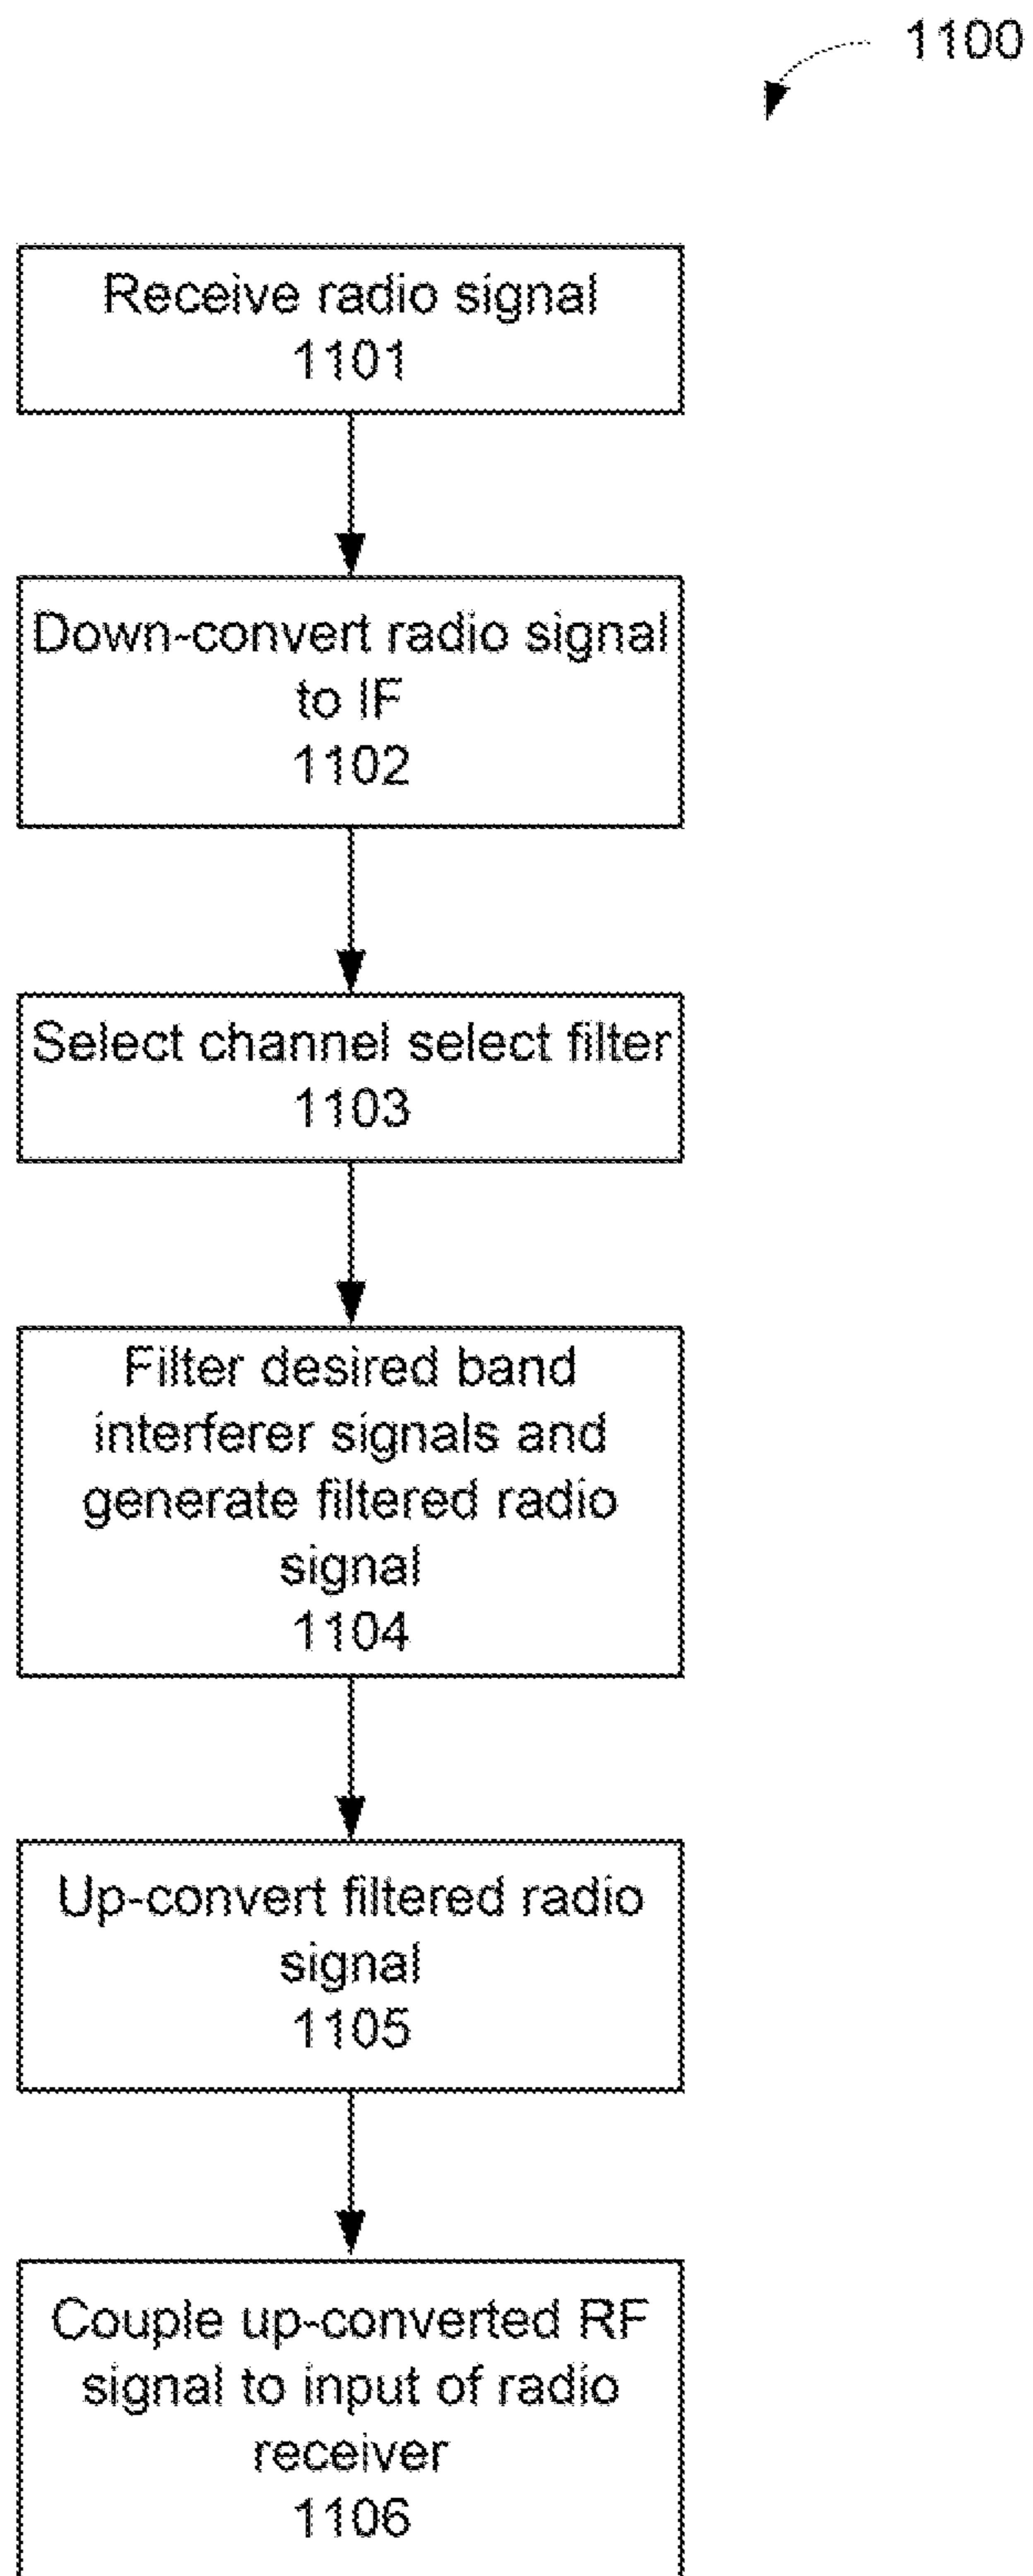 1100
Receive radio signal
1101
Down-convert radio signal
to IF
1102
Select channel select filter
1103
Filter desired band
interferer signals and
generate filtered radio
signal
1104
Up-convert filtered radio
signal
1105
Couple up-converted RF
signal to input of radio
receiver
1106